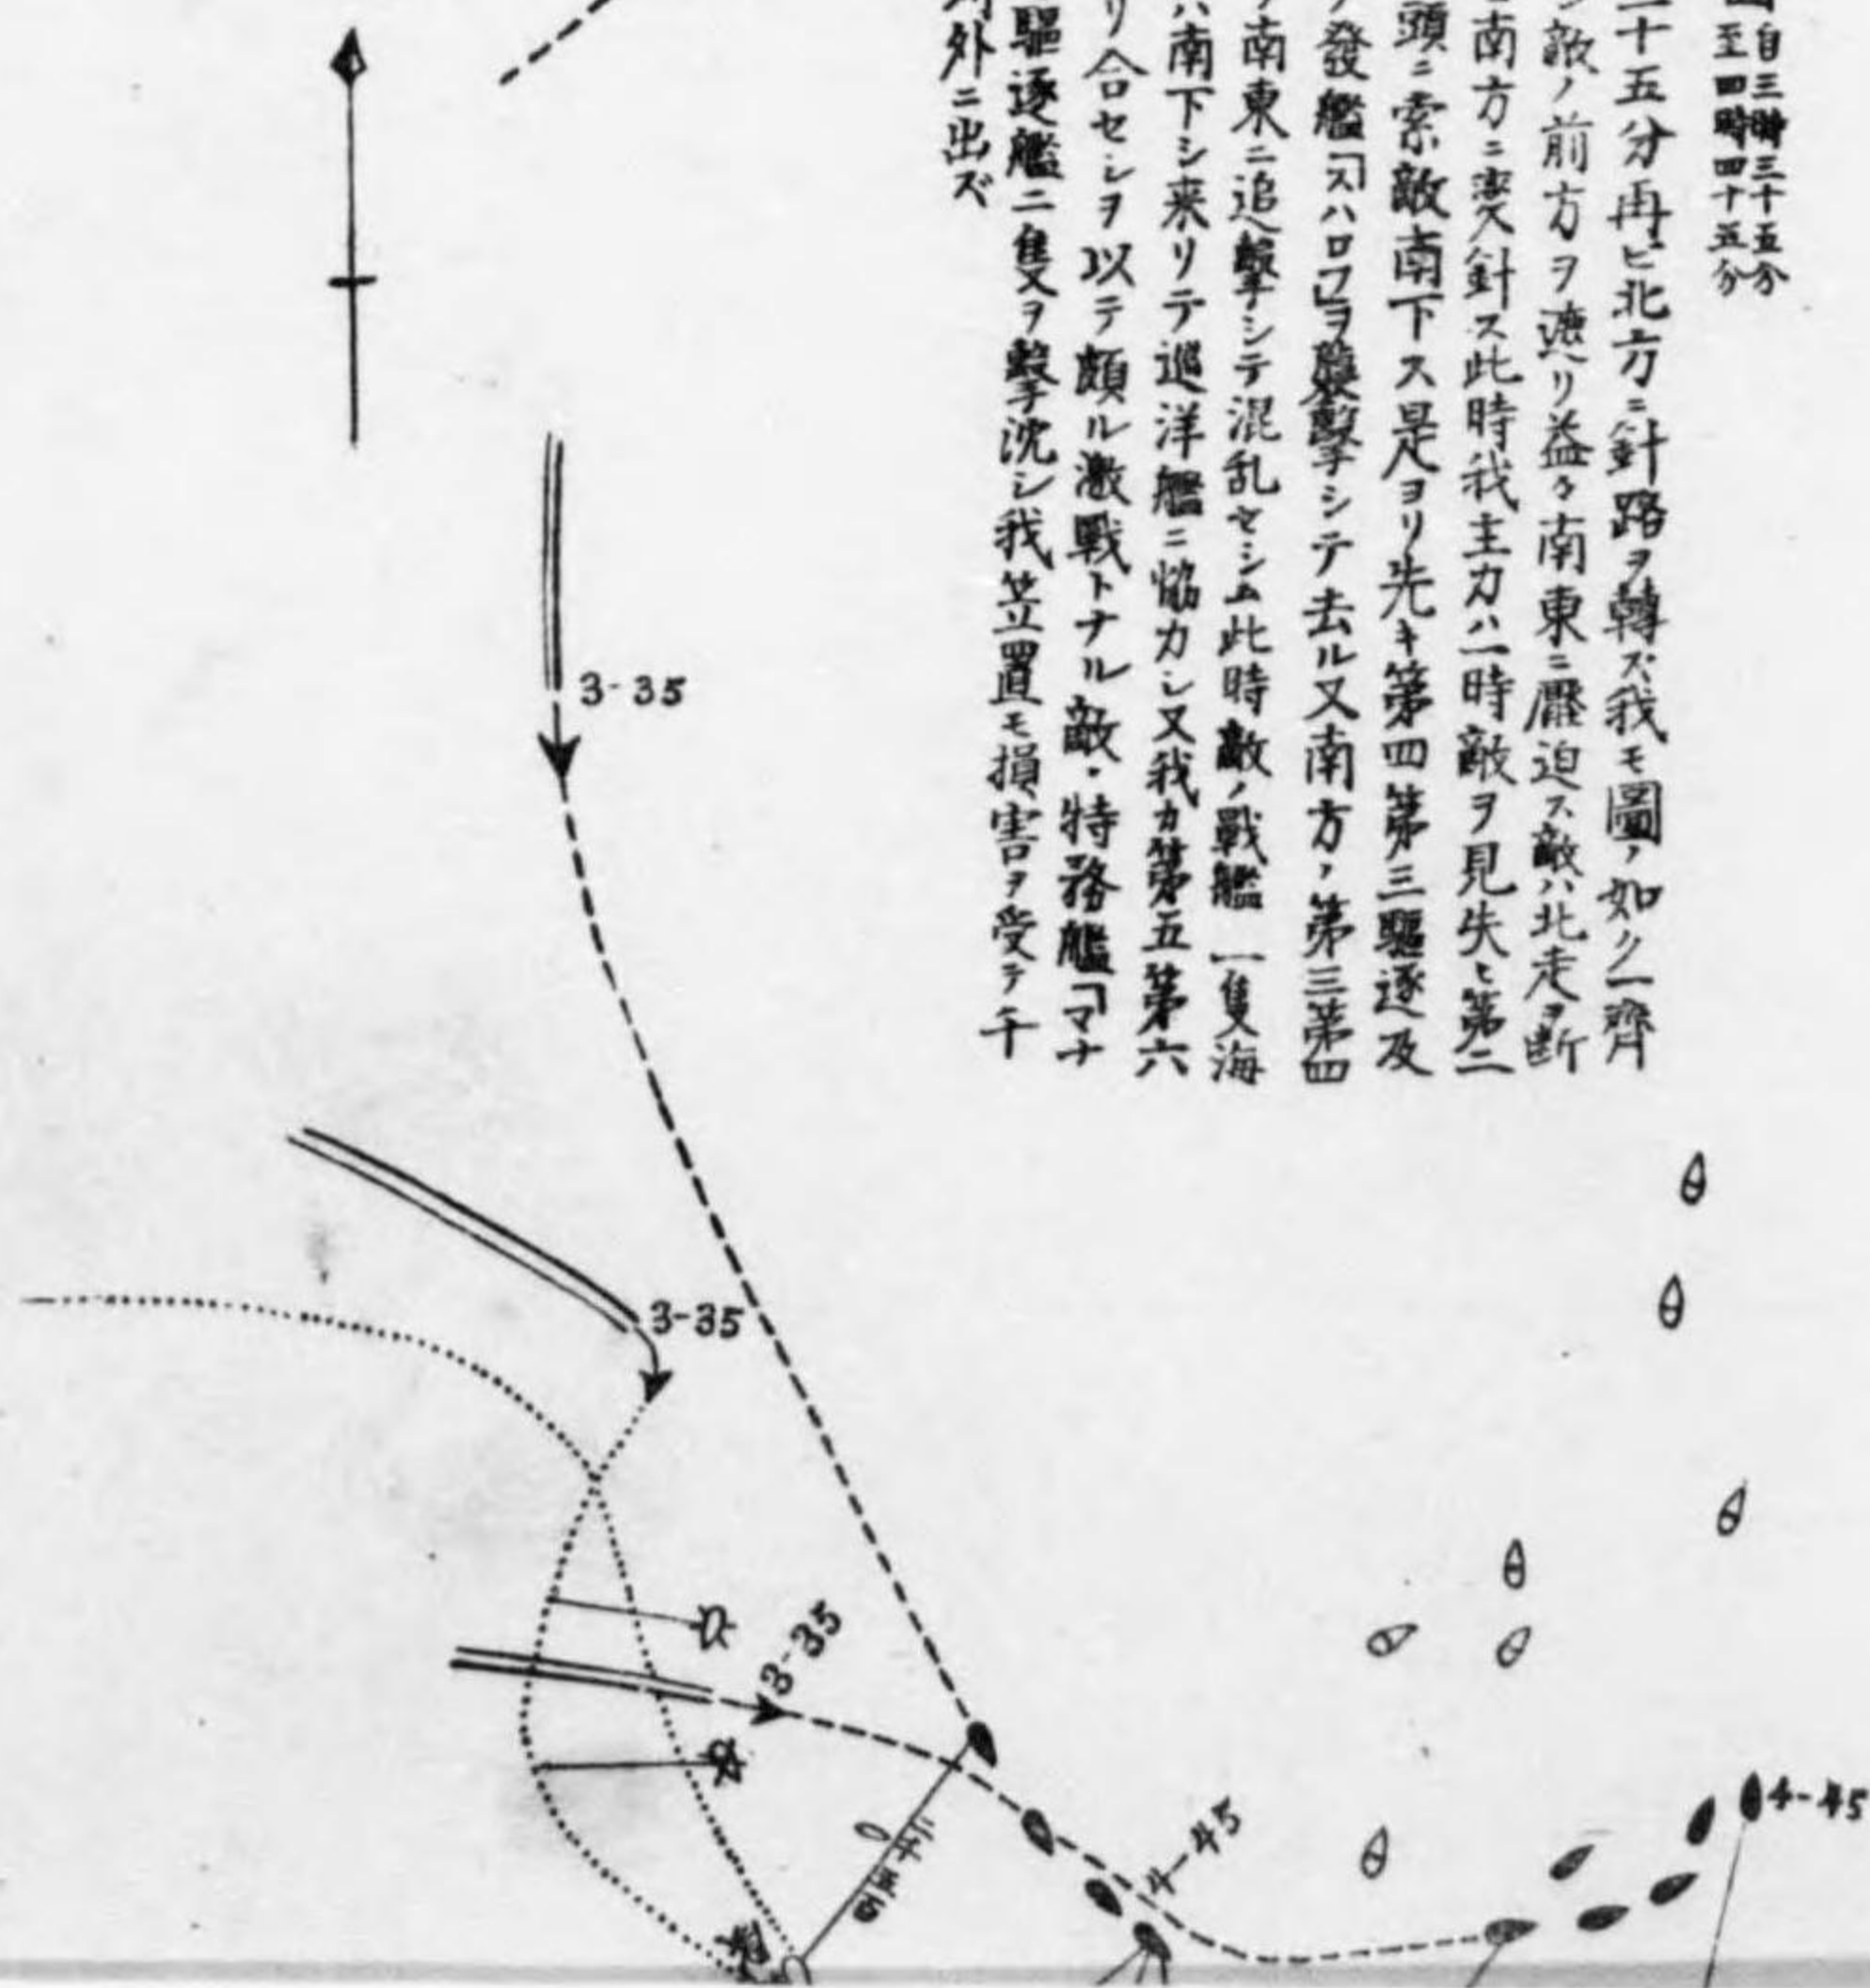 自三時三十五分
至四時四十五分
二十五分再ビ北方ニ針路ヲ轉ズ我モ圖ノ如ク一齊
敵ノ前方ヲ遮リ益々南東ニ壓迫ス敵ハ北走ヲ斷
南方ニ変針ス此時我主力ハ一時敵ヲ見失ヒ第二
頭ニ索敵南下ス是ヨリ先キ第四第三驅逐及
發艦「スハロフ」ヲ襲撃シテ去ル又南方ノ第三第四
南東ニ追撃シテ混乱セシム此時敵ノ戰艦一隻海
ハ南下シ来リテ巡洋艦ニ協力シ又我カ第五第六
リ合セシヲ以テ頗ル激戰トナル敵ノ特務艦「マナ
驅逐艦二隻ヲ撃沈シ我笠置モ損害ヲ受テ千
外ニ出ズ
3-35
3-35
3-35
4-45
4-45
二千五百